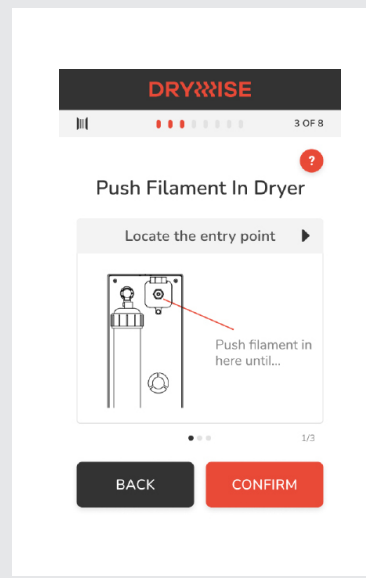 DRYWISE
3 OF 8
?
Push Filament In Dryer
Locate the entry point
Push filament in
here until...
1/3
BACK
CONFIRM